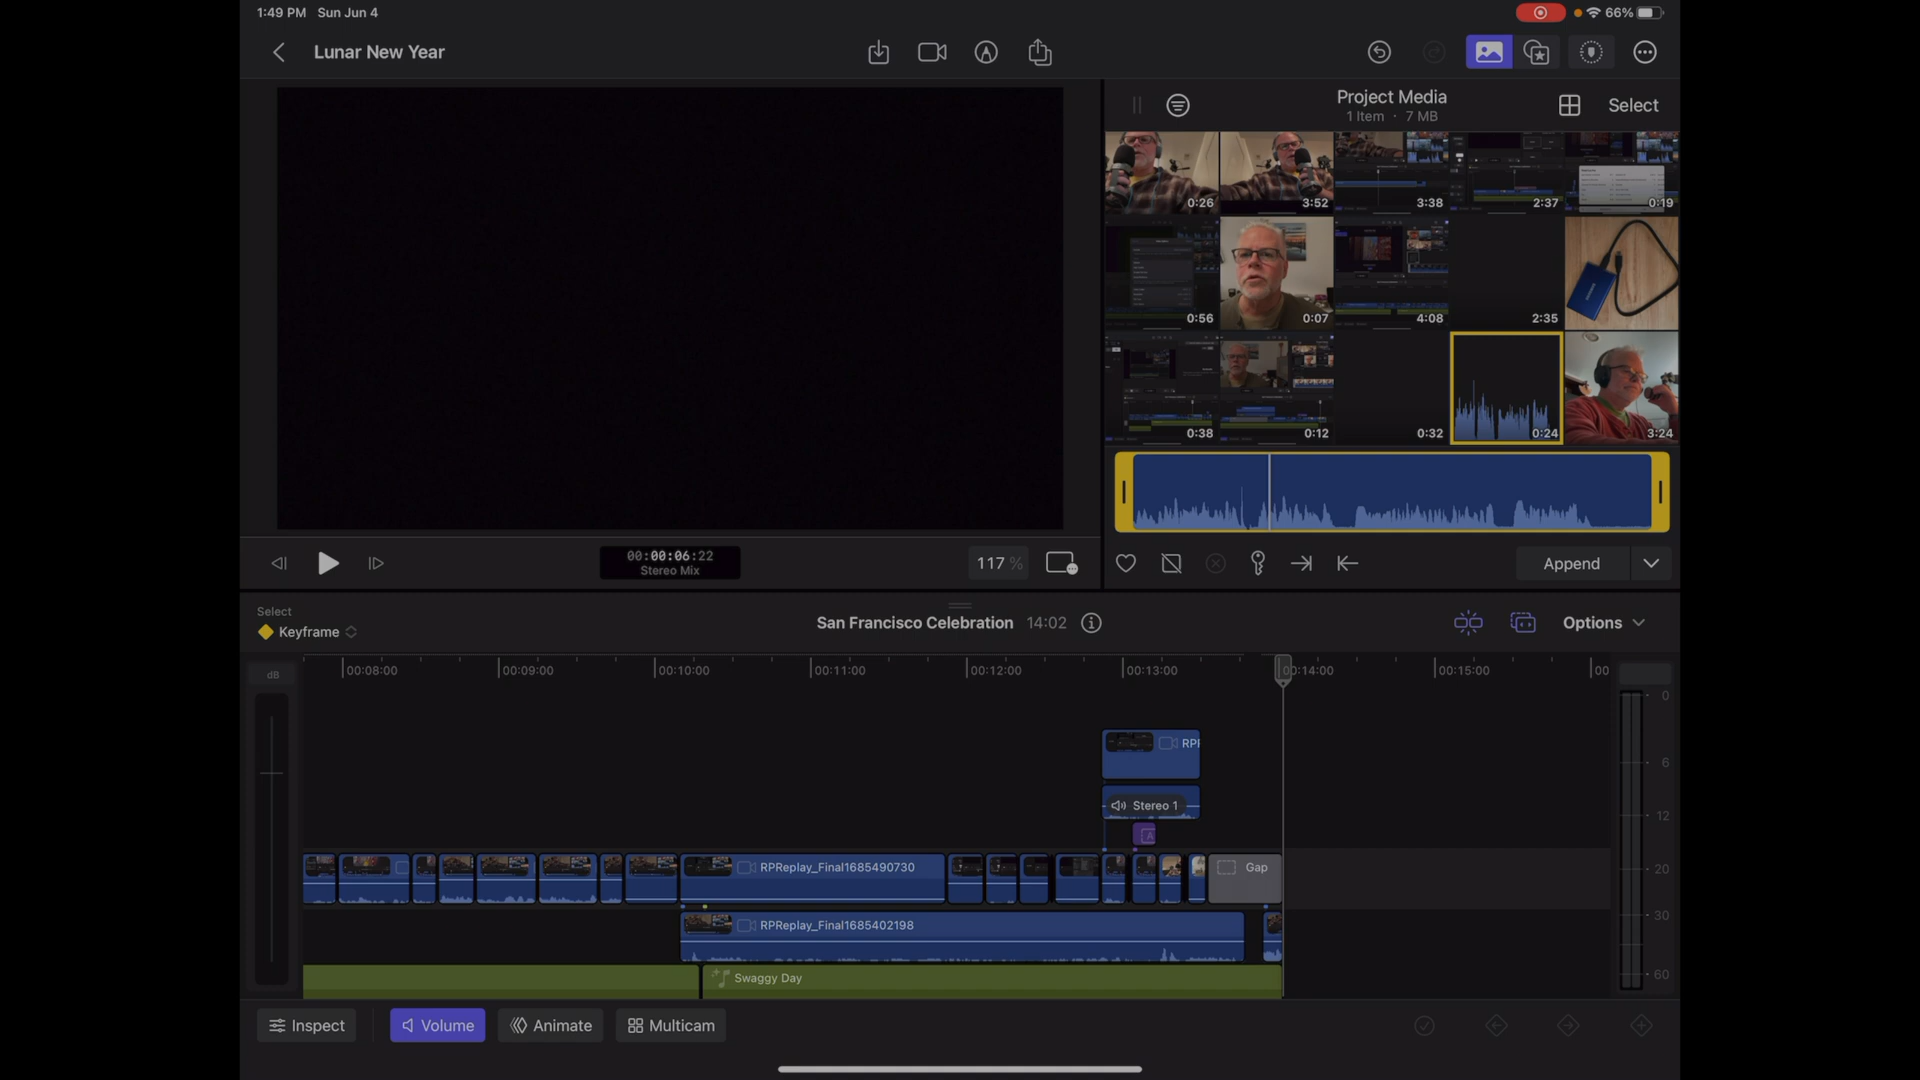 1:49 PM Sun Jun 4
66%
Lunar New Year
Project Media
1 Item · 7 MB
Select
0:26
3:52
3:38
2:37
0:19
0:56
0:07
4:08
2:35
0:38
0:12
0:32
0:24
3:24
00:00:06:22
Stereo Mix
117 %
Append
Select
Keyframe
San Francisco Celebration 14:02
Options
dB
00:08:00
00:09:00
00:10:00
00:11:00
00:12:00
00:13:00
00:14:00
00:15:00
00
0
6
12
20
30
60
RPI
Stereo 1
A
RPReplay_Final1685490730
Gap
RPReplay_Final1685402198
Swaggy Day
Inspect
Volume
Animate
Multicam